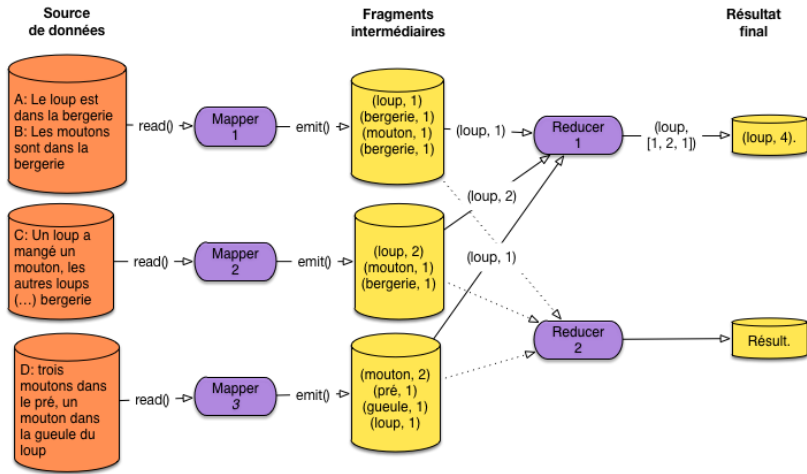 Source
de données
Fragments
intermédiaires
Résultat
final
A: Le loup est
dans la bergerie
B: Les moutons
sont dans la
bergerie
read()
Mapper
1
emit()
(loup, 1)
(bergerie, 1)
(mouton, 1)
(bergerie, 1)
(loup, 1)
Reducer
1
(loup,
[1, 2, 1])
(loup, 4).
(loup, 2)
C: Un loup a
mangé un
mouton, les
autres loups
(...) bergerie
read()
Mapper
2
emit()
(loup, 2)
(mouton, 1)
(bergerie, 1)
(loup, 1)
Reducer
2
Résult.
D: trois
moutons dans
le pré, un
mouton dans
la gueule du
loup
read()
Mapper
3
emit()
(mouton, 2)
(pré, 1)
(gueule, 1)
(loup, 1)